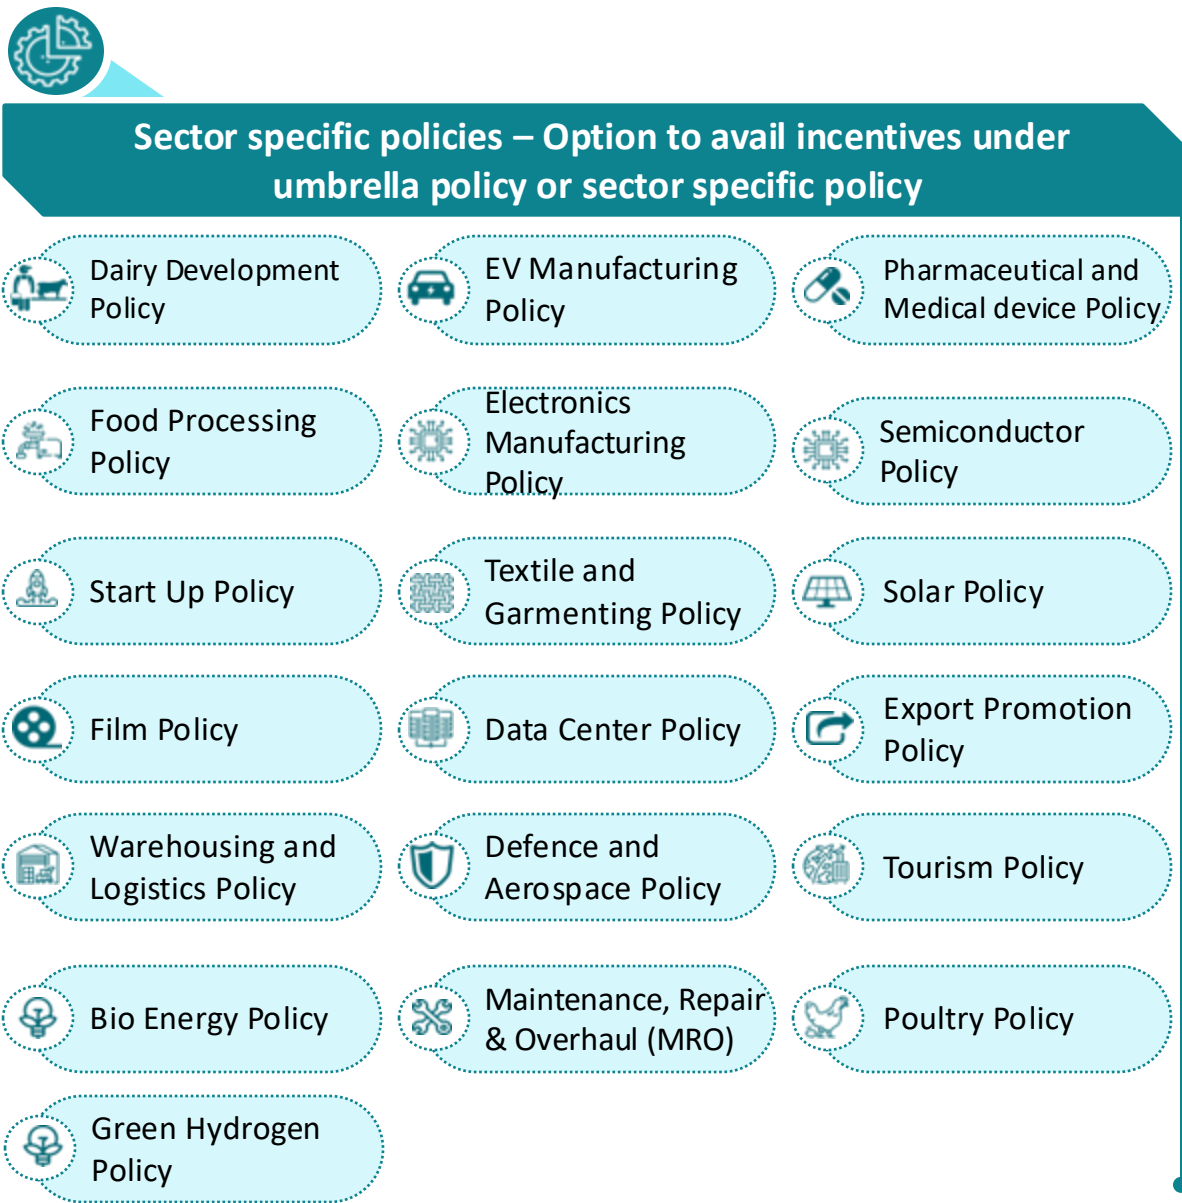 Sector specific policies – Option to avail incentives under
umbrella policy or sector specific policy
Dairy Development
Policy
EV Manufacturing
Policy
Pharmaceutical and
Medical device Policy
Food Processing
Policy
Electronics
Manufacturing
Policy
Semiconductor
Policy
Start Up Policy
Textile and
Garmenting Policy
Solar Policy
Film Policy
Data Center Policy
Export Promotion
Policy
Warehousing and
Logistics Policy
Defence and
Aerospace Policy
Tourism Policy
Bio Energy Policy
Maintenance, Repair
& Overhaul (MRO)
Poultry Policy
Green Hydrogen
Policy